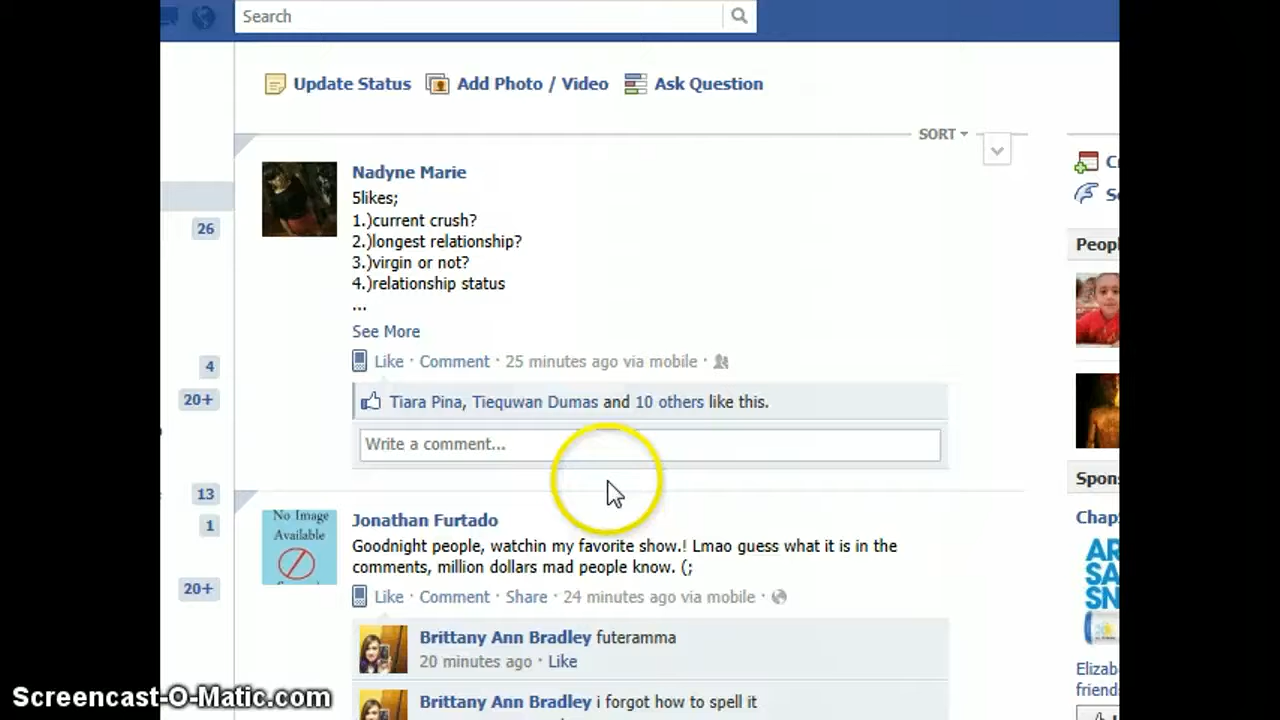 Search
Update Status Add Photo / Video Ask Question
SORT
Nadyne Marie
5likes;
1.)current crush?
2.)longest relationship?
3.)virgin or not?
4.)relationship status
...
See More
Like · Comment · 25 minutes ago via mobile ·
Tiara Pina, Tiequwan Dumas and 10 others like this.
Write a comment...
26
4
20+
13
1
20+
No Image
Available
Jonathan Furtado
Goodnight people, watchin my favorite show.! Lmao guess what it is in the
comments, million dollars mad people know. (;
Like · Comment · Share · 24 minutes ago via mobile ·
Brittany Ann Bradley futeramma
20 minutes ago · Like
Brittany Ann Bradley i forgot how to spell it
C
S
Peopl
Spons
Chap
AR
SA
SN
Elizab
friend
Screencast-O-Matic.com